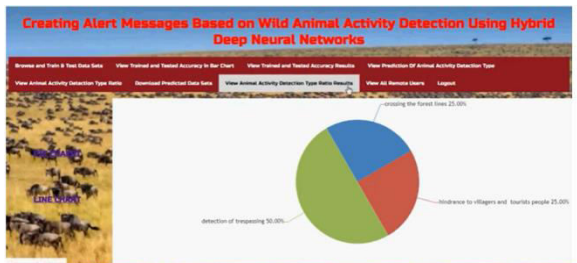 Creating Alert Messages Based on Wild Animal Activity Detection Using Hybrid
Deep Neural Networks
Browse and Train & Test Data Sets View Trained and Tested Accuracy in Bar Chart View Trained and Tested Accuracy Results View Prediction Of Animal Activity Detection Type
View Animal Activity Detection Type Ratio Download Predicted Data Sets View Animal Activity Detection Type Ratio Results View All Remote Users Logout
crossing the forest lines 25.00%
PIE CHART
LINE CHART
hindrence to villagers and tourists people 25.00%
detection of trespassing 50.00%